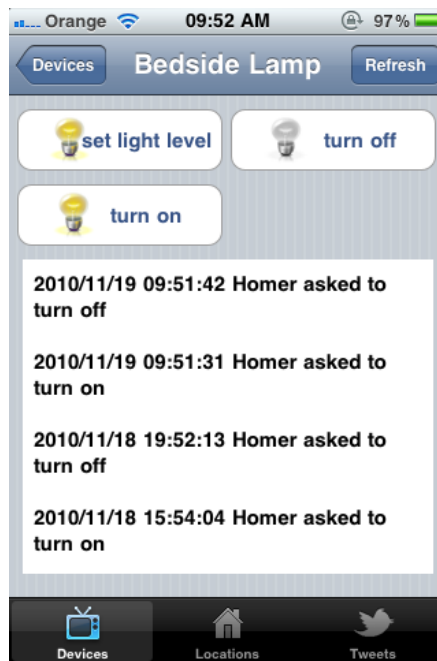 Orange 09:52 AM 97%
Devices Bedside Lamp Refresh
set light level turn off
turn on
2010/11/19 09:51:42 Homer asked to
turn off
2010/11/19 09:51:31 Homer asked to
turn on
2010/11/18 19:52:13 Homer asked to
turn off
2010/11/18 15:54:04 Homer asked to
turn on
Devices Locations Tweets